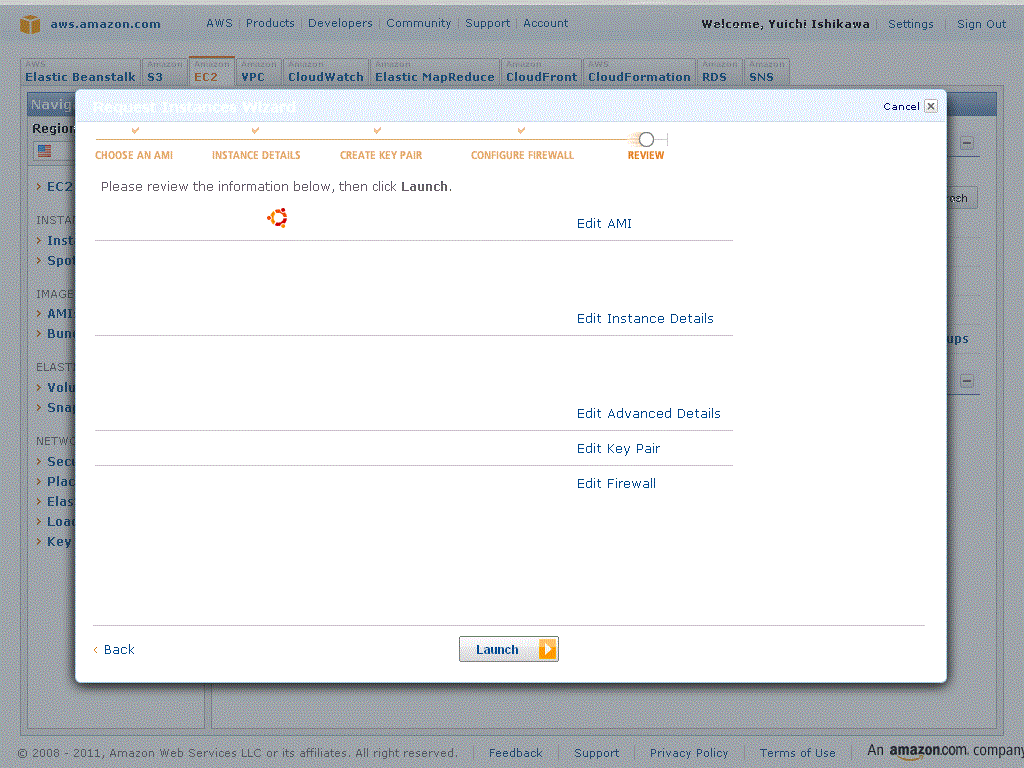 aws.amazon.com
AWS | Products | Developers | Community | Support | Account
Welcome, Yuichi Ishikawa | Settings | Sign Out
AWS Elastic Beanstalk
Amazon S3
Amazon EC2
Amazon VPC
Amazon CloudWatch
Amazon Elastic MapReduce
Amazon CloudFront
AWS CloudFormation
Amazon RDS
Amazon SNS
Navig
Region
Request Instances Wizard
Cancel
CHOOSE AN AMI
INSTANCE DETAILS
CREATE KEY PAIR
CONFIGURE FIREWALL
REVIEW
Please review the information below, then click Launch.
Edit AMI
Edit Instance Details
Edit Advanced Details
Edit Key Pair
Edit Firewall
< Back
Launch
EC2
INSTAN
Inst
Spot
IMAGE
AMI
Bund
ELAST
Volu
Snap
NETWO
Secu
Plac
Elas
Load
Key
ups
© 2008 - 2011, Amazon Web Services LLC or its affiliates. All right reserved. | Feedback | Support | Privacy Policy | Terms of Use | An amazon.com. company